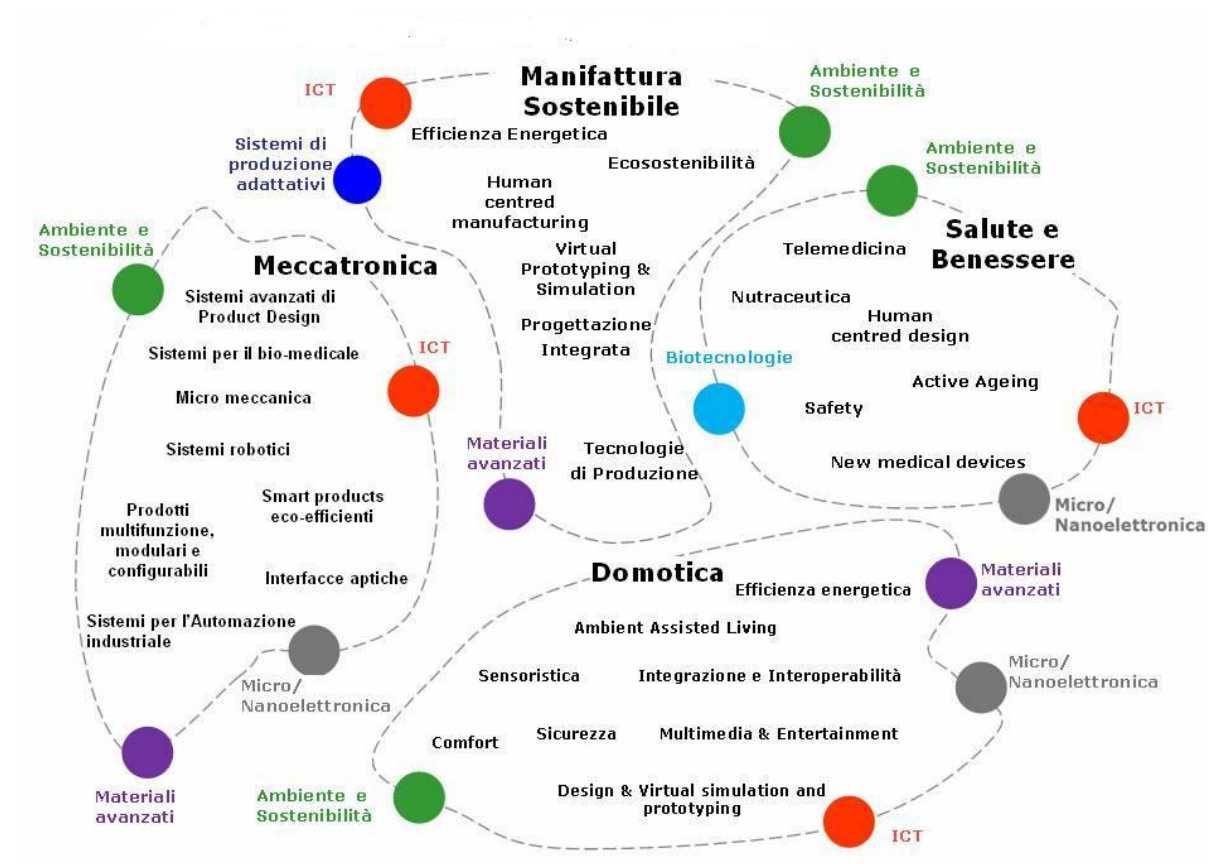 Manifattura
Sostenibile
ICT
Sistemi di
produzione
adattativi
Efficienza Energetica
Ecosostenibilità
Human
centred
manufacturing
Virtual
Prototyping &
Simulation
Progettazione
Integrata
Tecnologie
di Produzione
Materiali
avanzati
Ambiente e
Sostenibilità
Ambiente e
Sostenibilità
Salute e
Benessere
Telemedicina
Nutraceutica
Human
centred design
Biotecnologie
Active Ageing
Safety
ICT
New medical devices
Micro/
Nanoelettronica
Ambiente e
Sostenibilità
Meccatronica
Sistemi avanzati di
Product Design
Sistemi per il bio-medicale
ICT
Micro meccanica
Sistemi robotici
Smart products
eco-efficienti
Prodotti
multifunzione,
modulari e
configurabili
Interfacce aptiche
Sistemi per l'Automazione
industriale
Micro/
Nanoelettronica
Materiali
avanzati
Domotica
Efficienza energetica
Materiali
avanzati
Ambient Assisted Living
Sensoristica
Integrazione e Interoperabilità
Micro/
Nanoelettronica
Comfort
Sicurezza
Multimedia & Entertainment
Design & Virtual simulation and
prototyping
Ambiente e
Sostenibilità
ICT